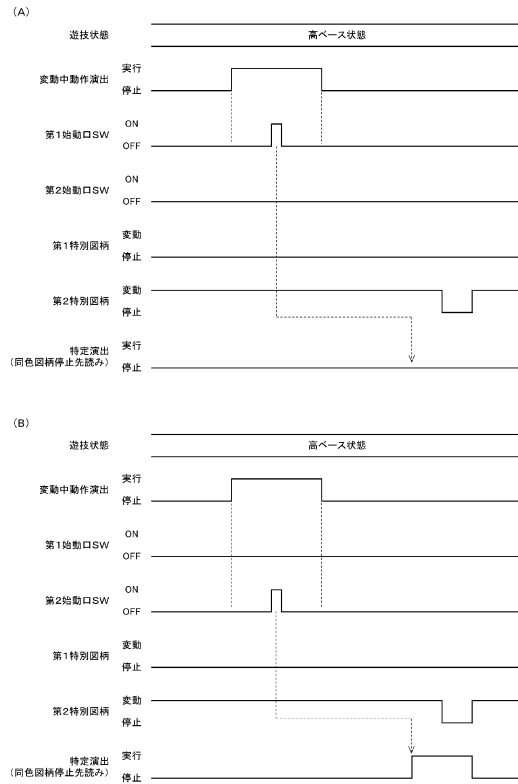 (A)
遊技状態 高ベース状態
変動中動作演出 実行
停止
第1始動口SW ON
OFF
第2始動口SW ON
OFF
第1特別図柄 変動
停止
第2特別図柄 変動
停止
特定演出 実行
(同色図柄停止先読み) 停止
(B)
遊技状態 高ベース状態
変動中動作演出 実行
停止
第1始動口SW ON
OFF
第2始動口SW ON
OFF
第1特別図柄 変動
停止
第2特別図柄 変動
停止
特定演出 実行
(同色図柄停止先読み) 停止